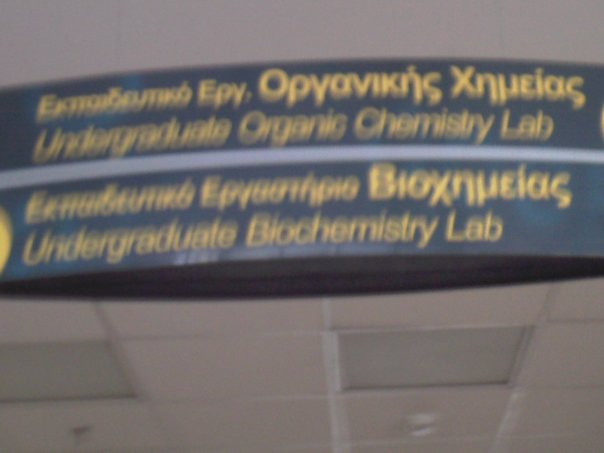 Εκπαιδευτικό Εργ. Οργανικής Χημείας
Undergraduate Organic Chemistry Lab
Εκπαιδευτικό Εργαστήριο Βιοχημείας
Undergraduate Biochemistry Lab